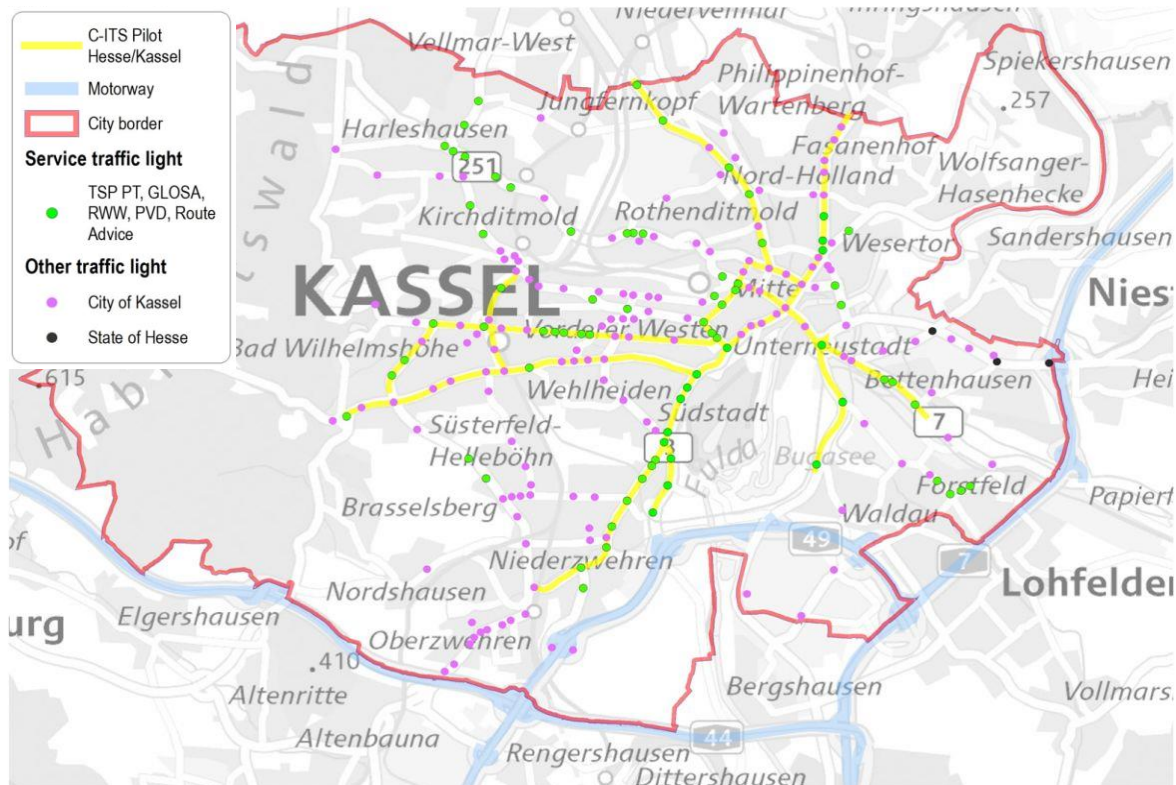 C-ITS Pilot
Hesse/Kassel
Motorway
City border
Service traffic light
TSP PT, GLOSA,
RWW, PVD, Route
Advice
Other traffic light
City of Kassel
State of Hesse
Niedervellmar
Vellmar-West
Spiekershausen
Philippinenhof-
Wartenberg
257
Jungfernkopf
Harleshausen
Fasanenhof
251
Wolfsanger-
Hasenhecke
Nord-Holland
Kirchditmold
Rothenditmold
Wesertor
Sandershausen
KASSEL
Mitte
Nies
Vorderer Westen
Bad Wilhelmshöhe
Unterneustadt
615
Wehlheiden
Bettenhausen
Hei
Südstadt
7
Süsterfeld-
Helleböhn
3
Fulda
Bugasee
Forstfeld
Papierf
Brasselsberg
Waldau
49
Niederzwehren
7
Nordshausen
Lohfelden
Elgershausen
urg
Oberzwehren
410
Altenritte
Bergshausen
Vollmars
Altenbauna
44
Rengershausen
Dittershausen